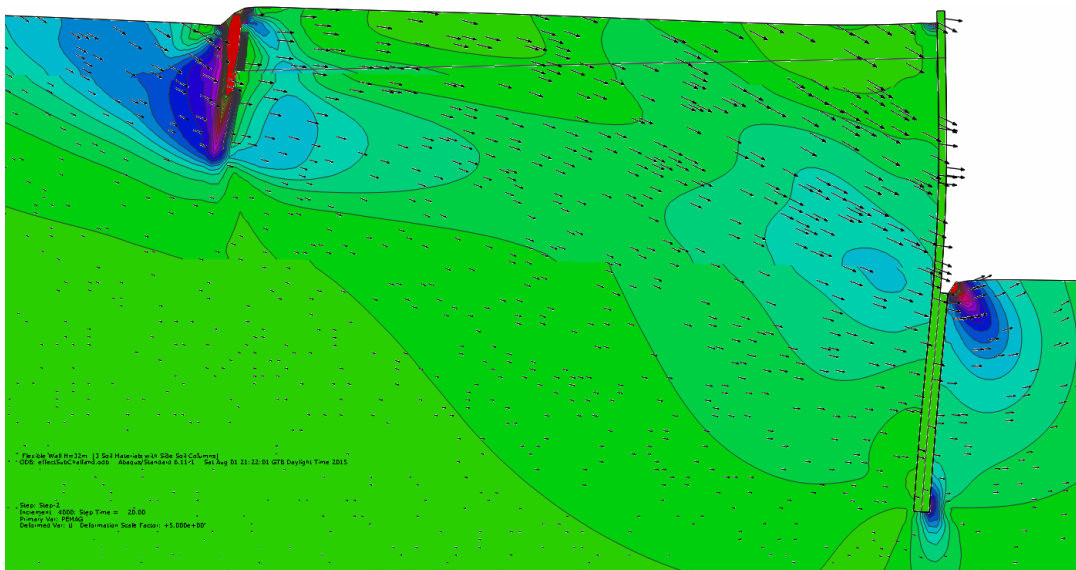 Flexible Wall H=32m (3 Soil Materials with Side Soil Columns)
ODB: effectSubChalland.odb Abaqus/Standard 6.11-1 Sat Aug 01 21:22:01 GTB Daylight Time 2015
Step: Step-2
Increment 4000: Step Time = 20.00
Primary Var: PEMAG
Deformed Var: U Deformation Scale Factor: +5.000e+00